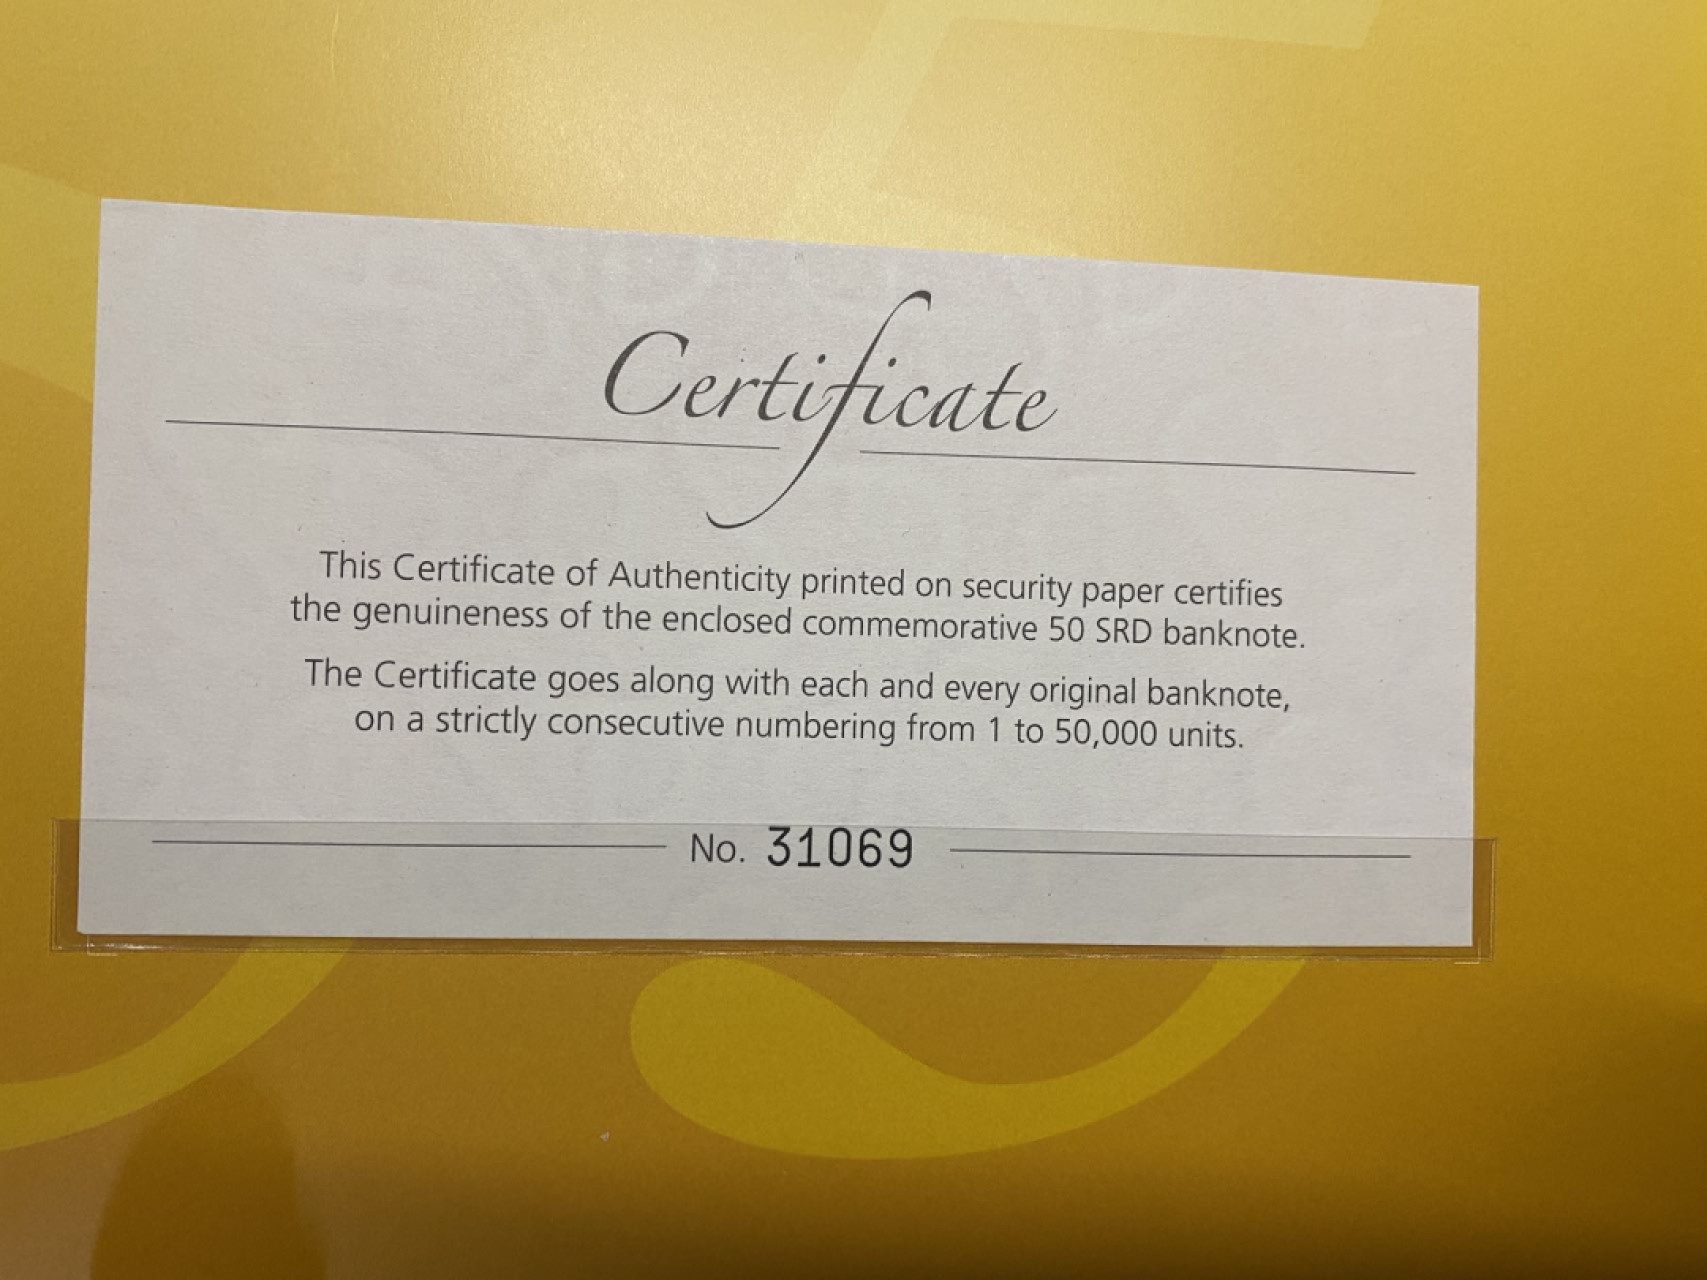 Certificate
This Certificate of Authenticity printed on security paper certifies
the genuineness of the enclosed commemorative 50 SRD banknote.
The Certificate goes along with each and every original banknote,
on a strictly consecutive numbering from 1 to 50,000 units.
No. 31069